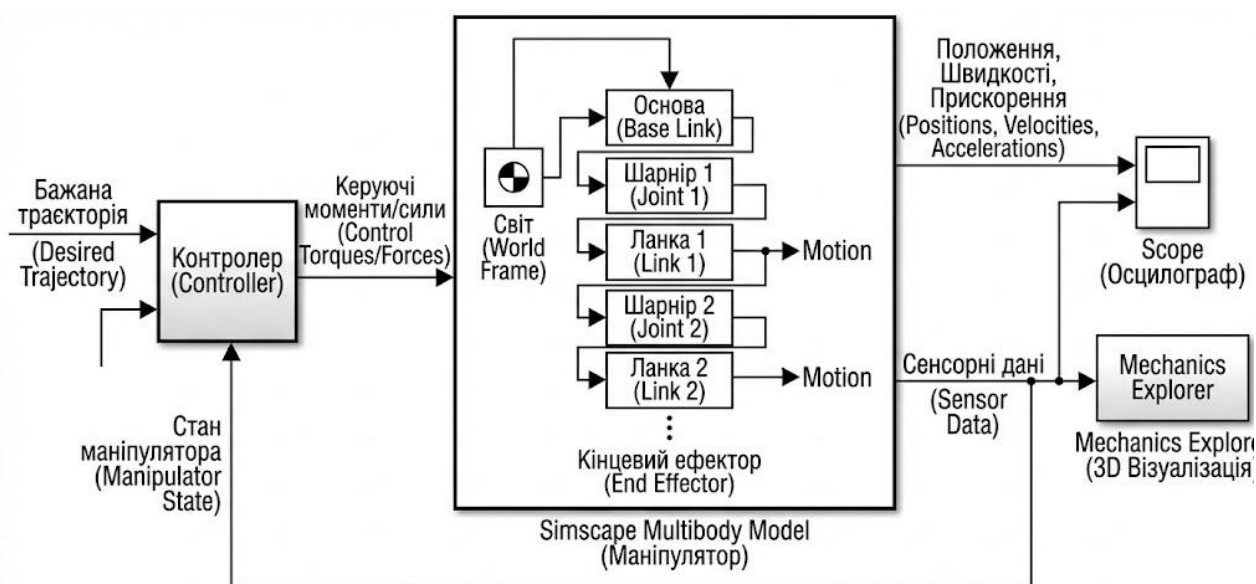 Бажана
траєкторія
(Desired
Trajectory)
Контролер
(Controller)
Стан
маніпулятора
(Manipulator
State)
Керуючі
моменти/сили
(Control
Torques/Forces)
Світ
(World
Frame)
Основа
(Base Link)
Шарнір 1
(Joint 1)
Ланка 1
(Link 1)
Motion
Шарнір 2
(Joint 2)
Ланка 2
(Link 2)
Motion
Кінцевий ефектор
(End Effector)
Simscape Multibody Model
(Маніпулятор)
Положення,
Швидкості,
Прискорення
(Positions, Velocities,
Accelerations)
Scope
(Осцилограф)
Сенсорні дані
(Sensor
Data)
Mechanics
Explorer
Mechanics Explore
(3D Візуалізація)